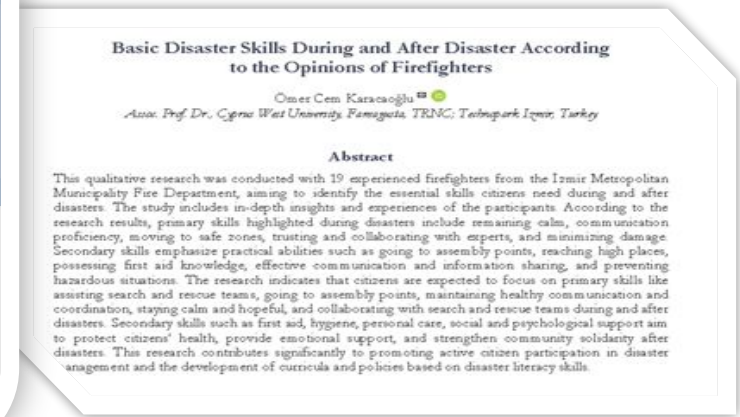 Basic Disaster Skills During and After Disaster According
to the Opinions of Firefighters
Ömer Cem Karacaoğlu
Assoc. Prof. Dr., Cyprus West University, Famagusta, TRNC; Technopark Izmir, Turkey
Abstract
This qualitative research was conducted with 19 experienced firefighters from the İzmir Metropolitan
Municipality Fire Department, aiming to identify the essential skills citizens need during and after
disasters. The study includes in-depth insights and experiences of the participants. According to the
research results, primary skills highlighted during disasters include remaining calm, communication
proficiency, moving to safe zones, trusting and collaborating with experts, and minimizing damage.
Secondary skills emphasize practical abilities such as going to assembly points, reaching high places,
possessing first aid knowledge, effective communication and information sharing, and preventing
hazardous situations. The research indicates that citizens are expected to focus on primary skills like
assisting search and rescue teams, going to assembly points, maintaining healthy communication and
coordination, staying calm and hopeful, and collaborating with search and rescue teams during and after
disasters. Secondary skills such as first aid, hygiene, personal care, social and psychological support aim
to protect citizens' health, provide emotional support, and strengthen community solidarity after
disasters. This research contributes significantly to promoting active citizen participation in disaster
anagement and the development of curricula and policies based on disaster literacy skills.